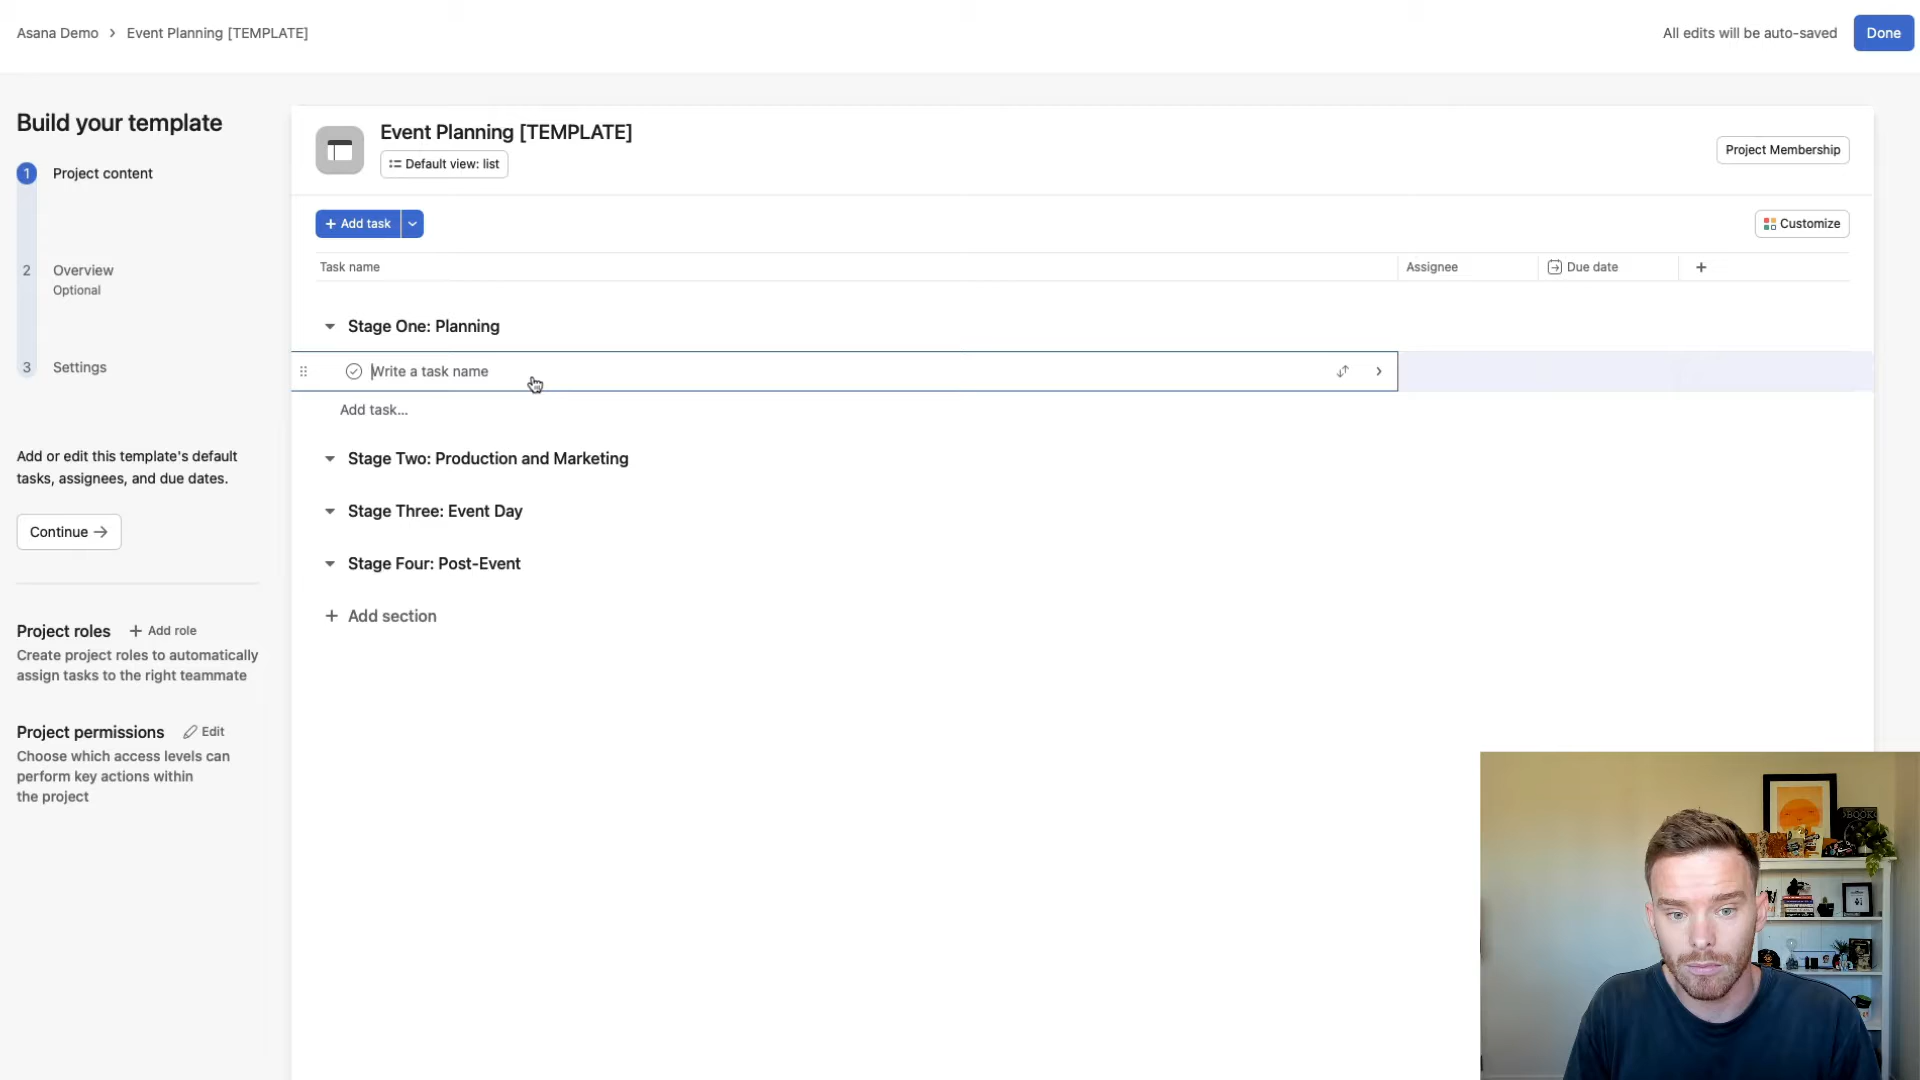 Asana Demo > Event Planning [TEMPLATE]
All edits will be auto-saved
Done
Build your template
1 Project content
2 Overview
Optional
3 Settings
Add or edit this template's default
tasks, assignees, and due dates.
Continue →
Project roles + Add role
Create project roles to automatically
assign tasks to the right teammate
Project permissions Edit
Choose which access levels can
perform key actions within
the project
Event Planning [TEMPLATE]
Default view: list
Project Membership
+ Add task
Customize
Task name
Assignee
Due date
+
Stage One: Planning
Write a task name
Add task...
Stage Two: Production and Marketing
Stage Three: Event Day
Stage Four: Post-Event
+ Add section
BOOK